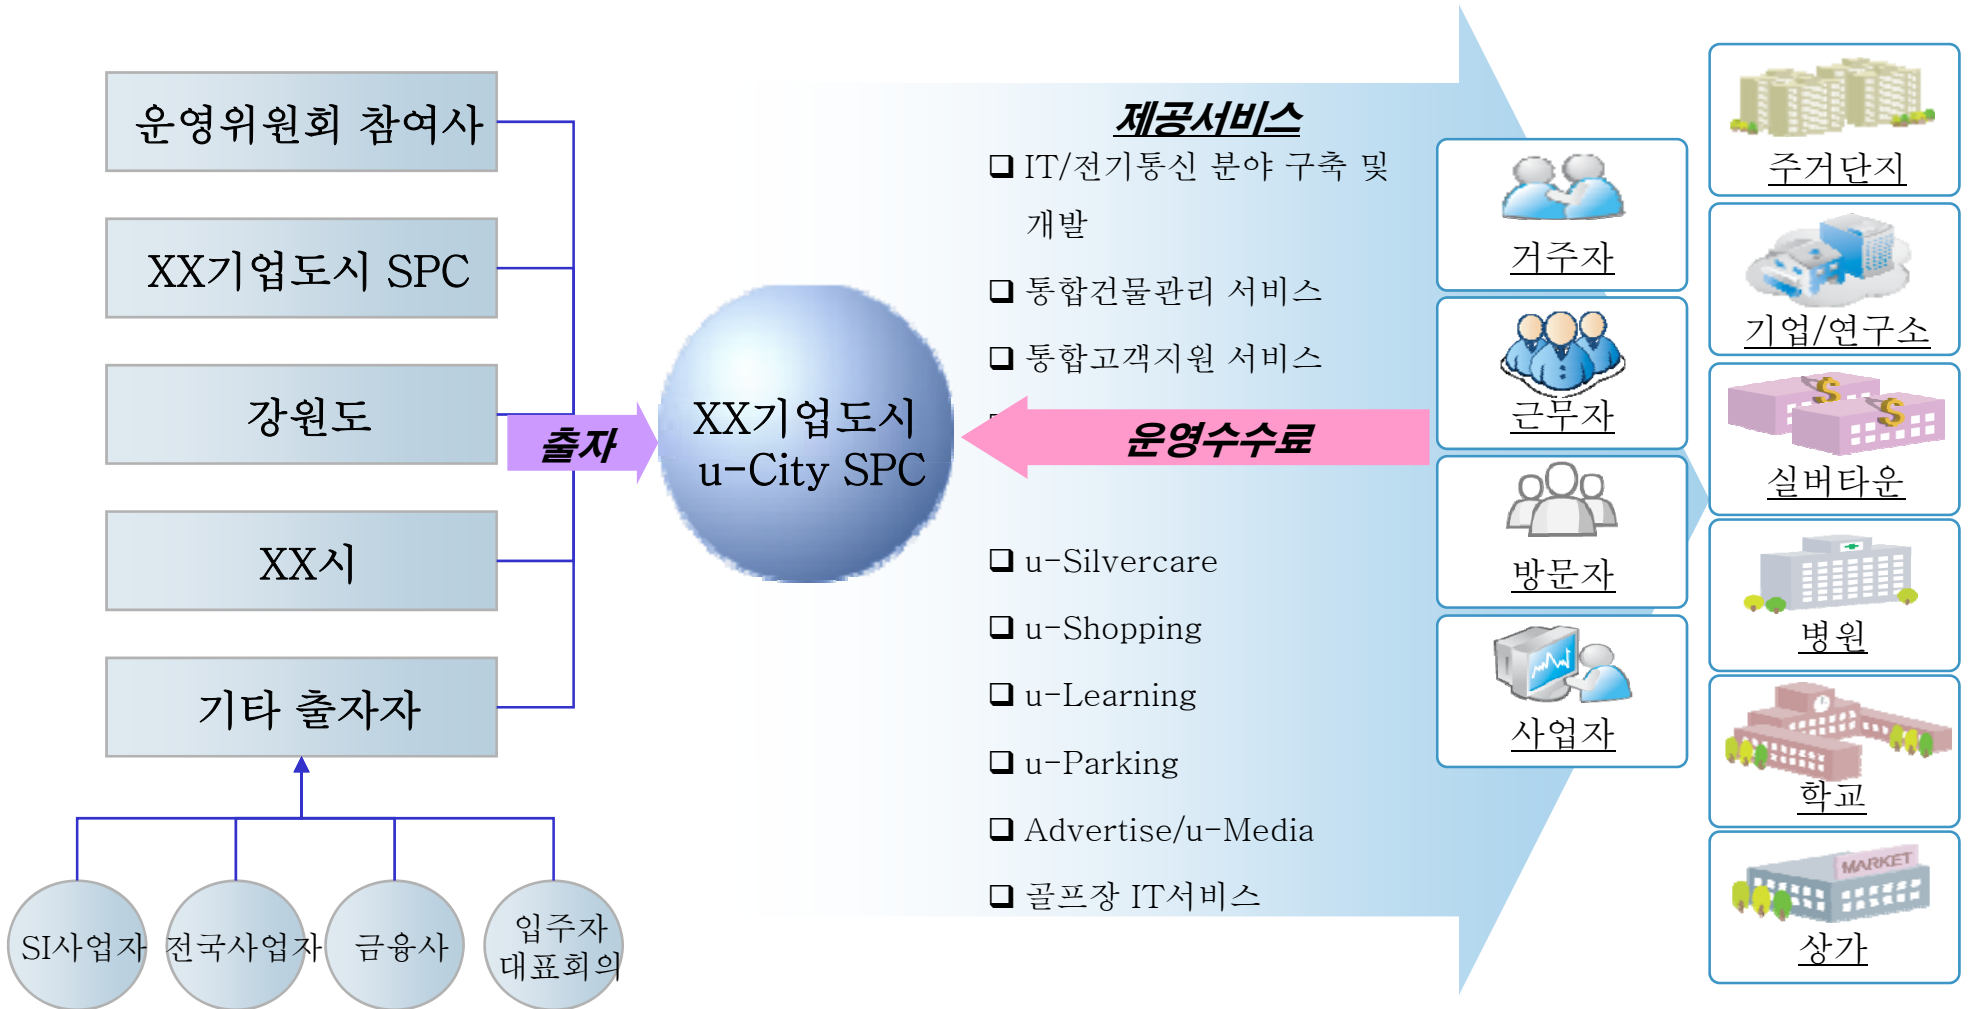 운영위원회 참여사
XX기업도시 SPC
강원도
XX시
기타 출자자
SI사업자
전국사업자
금융사
입주자
대표회의
출자
XX기업도시
u-City SPC
제공서비스
❑ IT/전기통신 분야 구축 및
개발
❑ 통합건물관리 서비스
❑ 통합고객지원 서비스
운영수수료
❑ u-Silvercare
❑ u-Shopping
❑ u-Learning
❑ u-Parking
❑ Advertise/u-Media
❑ 골프장 IT서비스
거주자
근무자
방문자
사업자
주거단지
기업/연구소
실버타운
병원
학교
MARKET
상가